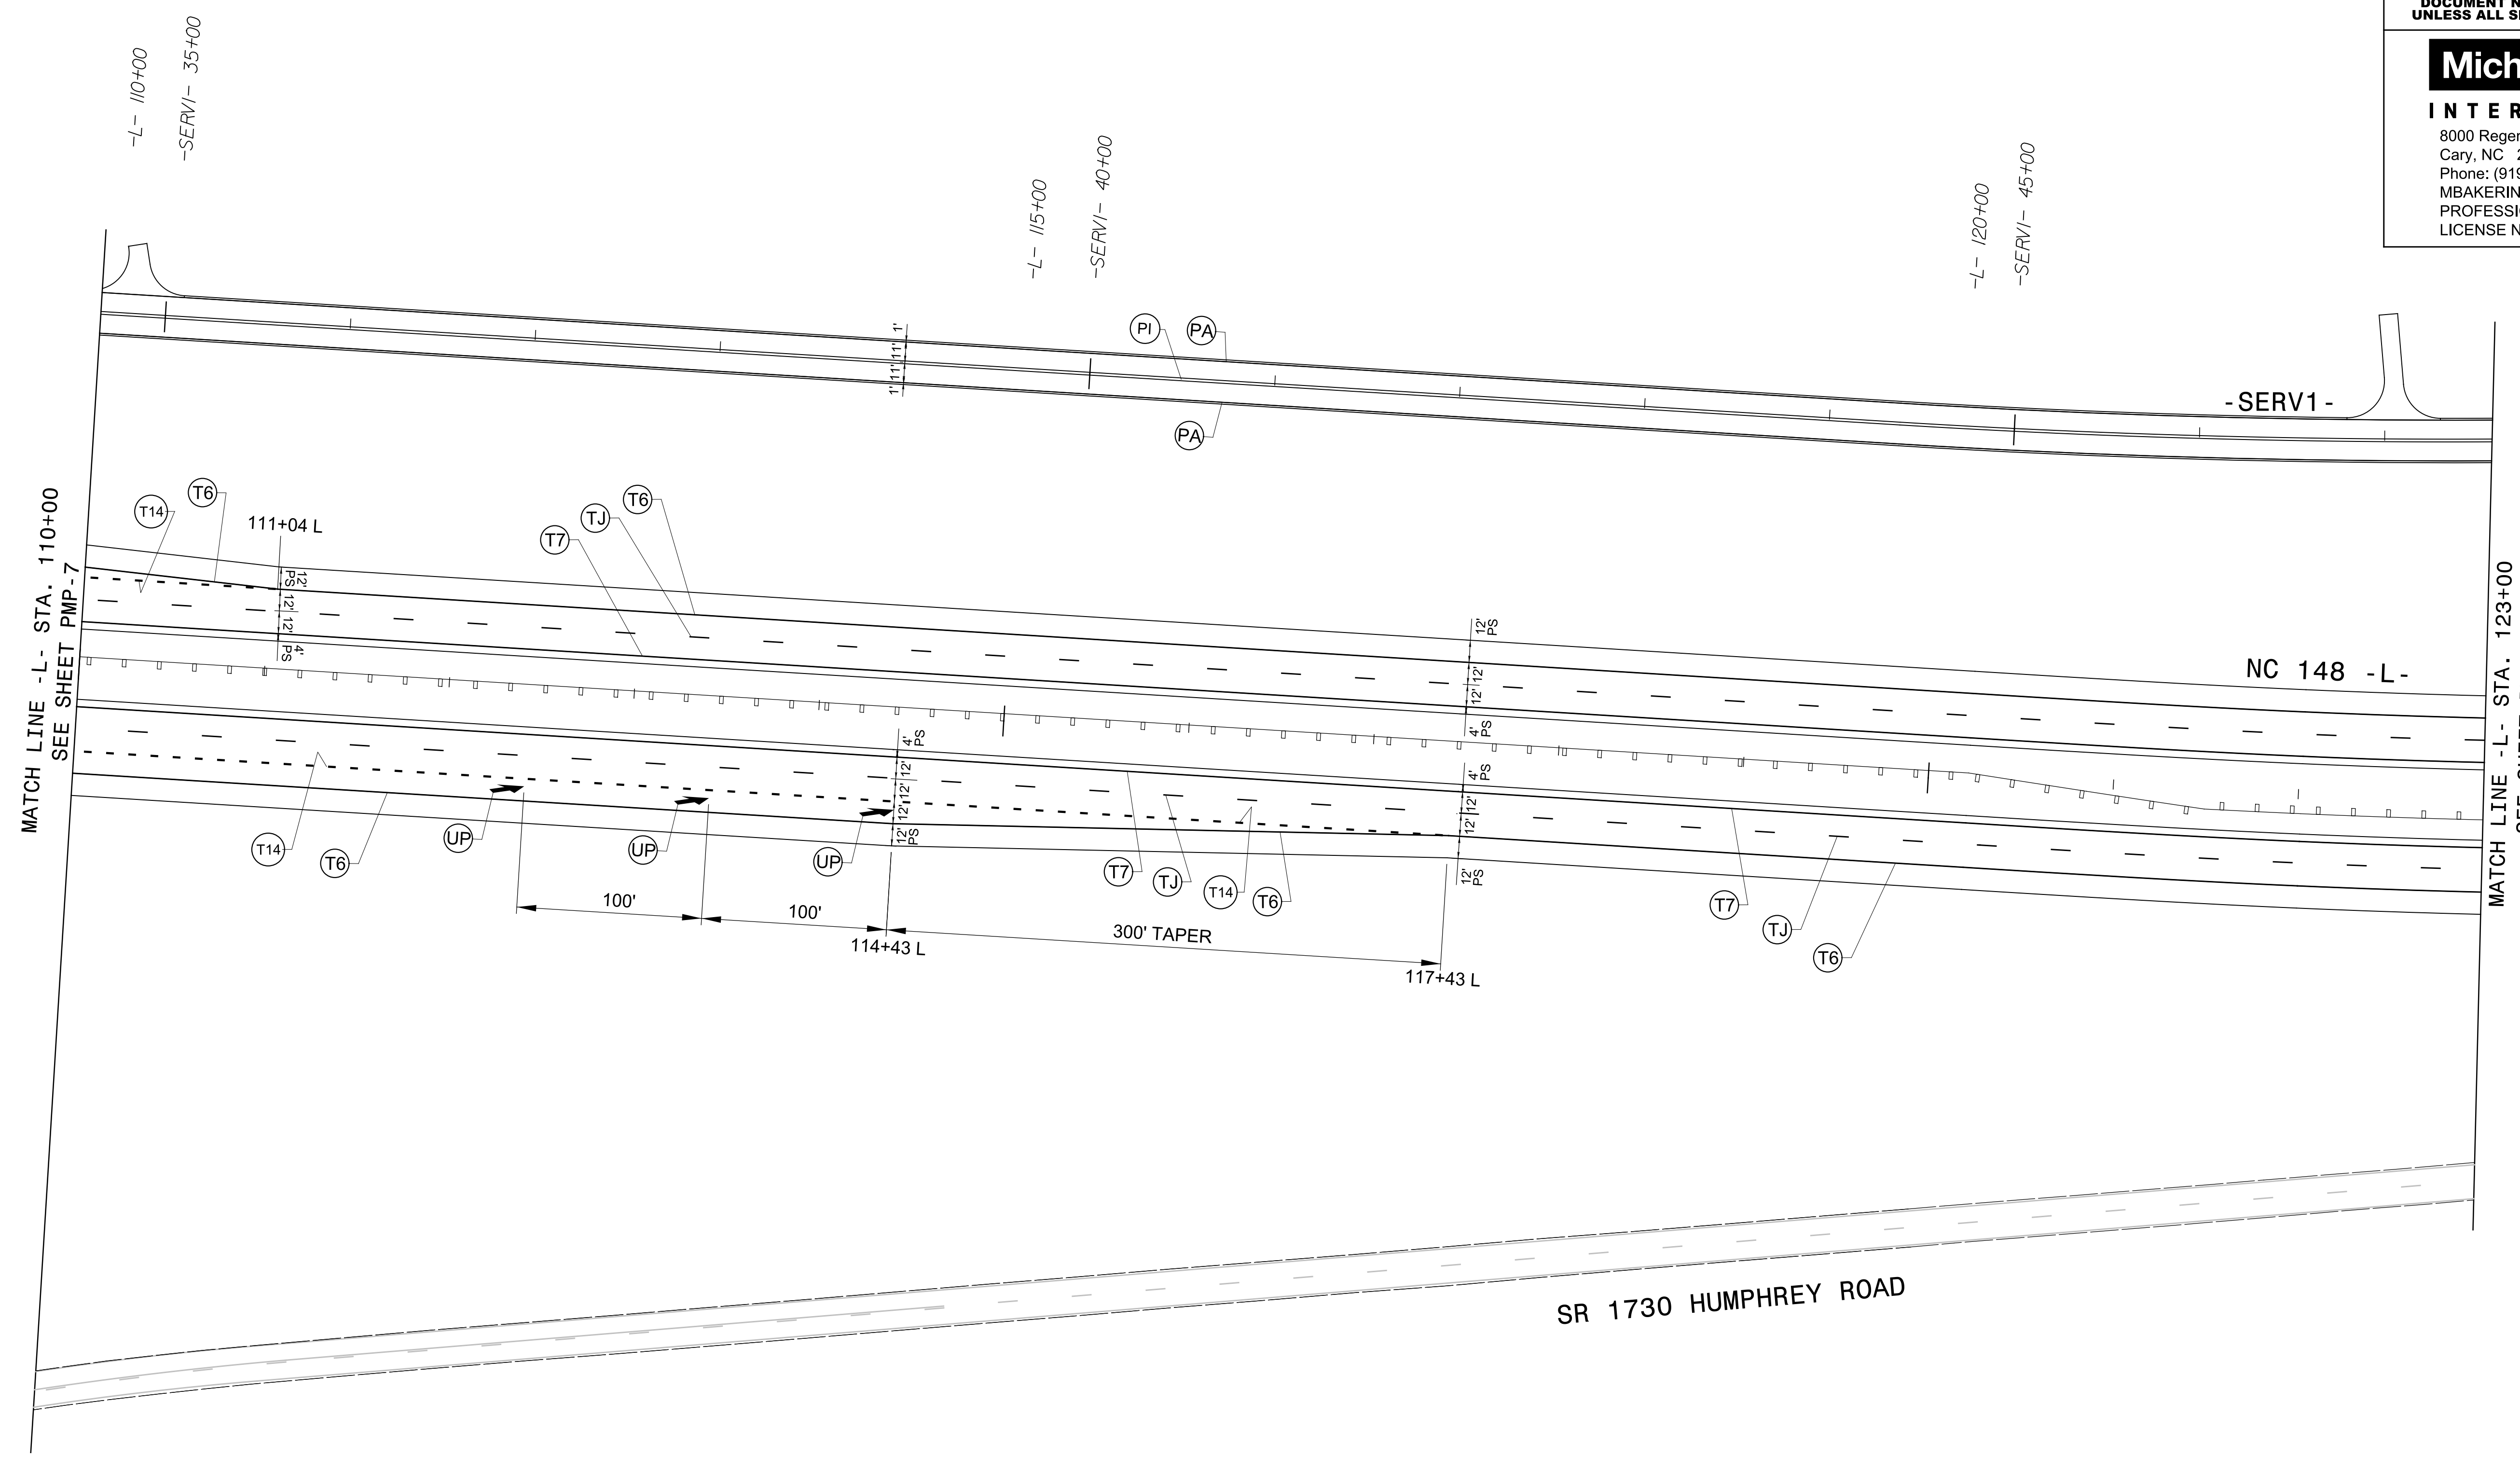 DOCUMENT
UNLESS ALL
INTER
8000
Cary, NC
Phone: (919
LICENSE
-L- 110+00
-SERV1- 35+00
-L- 115+00
-SERV1- 40+00
-L- 120+00
-SERV1- 45+00
PI
PA
1'
11'
11'
1'
PA
-SERV1-
MATCH LINE -L- STA. 110+00
SEE SHEET PMP-7
T14
T6
111+04 L
T7
TJ
T6
12'
PS
12'
12'
4'
PS
12'
PS
12'
12'
4'
PS
NC 148 -L-
MATCH LINE -L- STA. 123+00
4'
PS
12'
12'
12'
12'
PS
4'
PS
12'
12'
12'
PS
T14
T6
UP
UP
UP
T7
TJ
T14
T6
T7
TJ
T6
100'
100'
300' TAPER
114+43 L
117+43 L
SR 1730 HUMPHREY ROAD